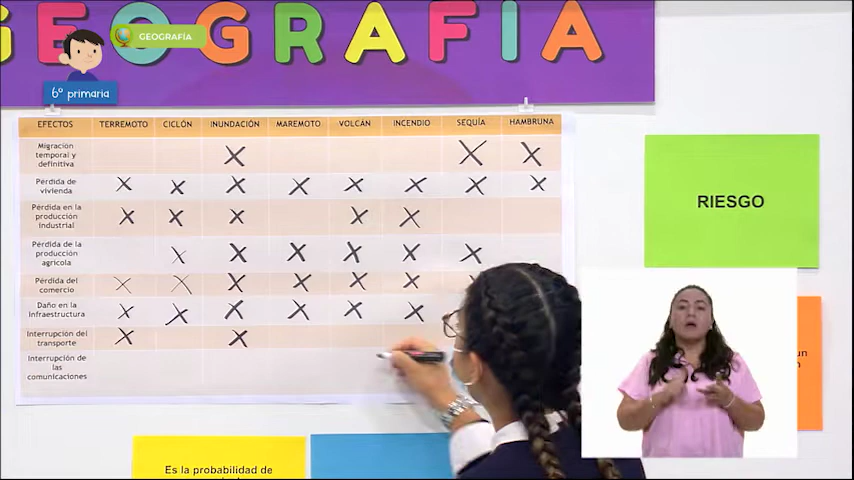 GEOGRAFÍA
GEOGRAFÍA
6° primaria
EFECTOS TERREMOTO CICLÓN INUNDACIÓN MAREMOTO VOLCÁN INCENDIO SEQUÍA HAMBRUNA
Migración
temporal y
definitiva X X X
Pérdida de
vivienda X X X X X X X X
Pérdida en la
producción
industrial X X X X X
Pérdida de la
producción
agrícola X X X X X X
Pérdida del
comercio X X X X X X
Daño en la
infraestructura X X X X X X
Interrupción del
transporte X X
Interrupción de
las
comunicaciones
RIESGO
Es la probabilidad de